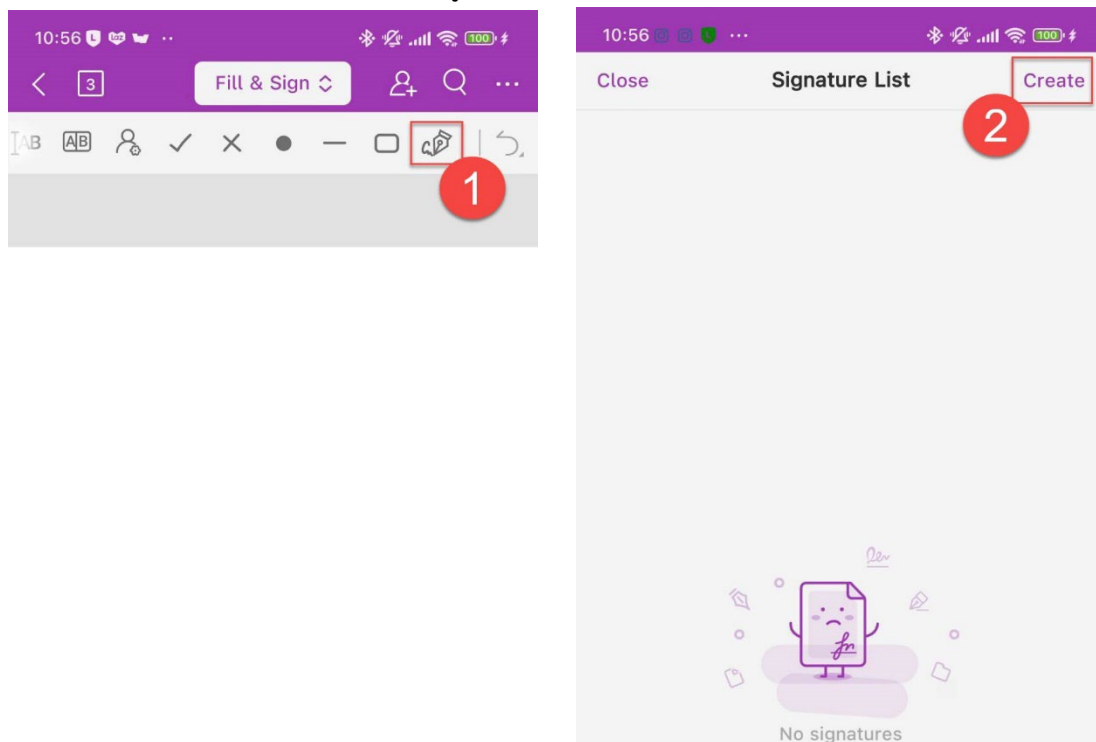 10:56
100
3
Fill & Sign
AB
AB
1
10:56
100
Close
Signature List
Create
2
No signatures